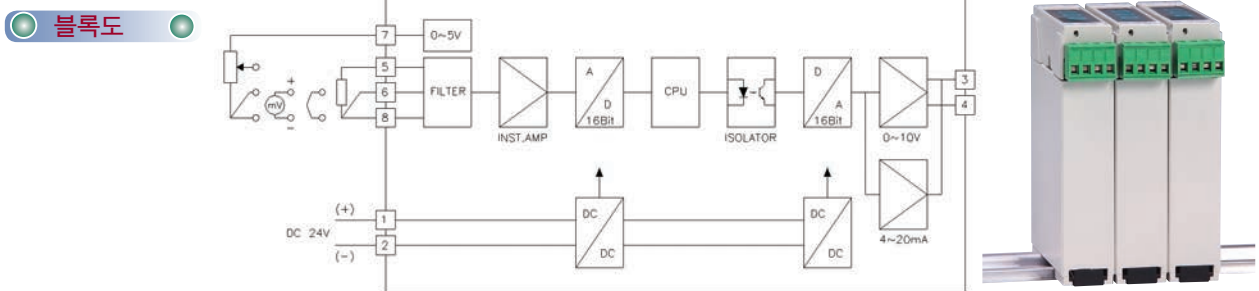 블록도
7
0~5V
5
6
8
+
mV
-
FILTER
INST.AMP
A
D
16Bit
CPU
ISOLATOR
D
A
16Bit
0~10V
3
4
4~20mA
DC 24V
(+)
1
(-)
2
DC
DC
DC
DC